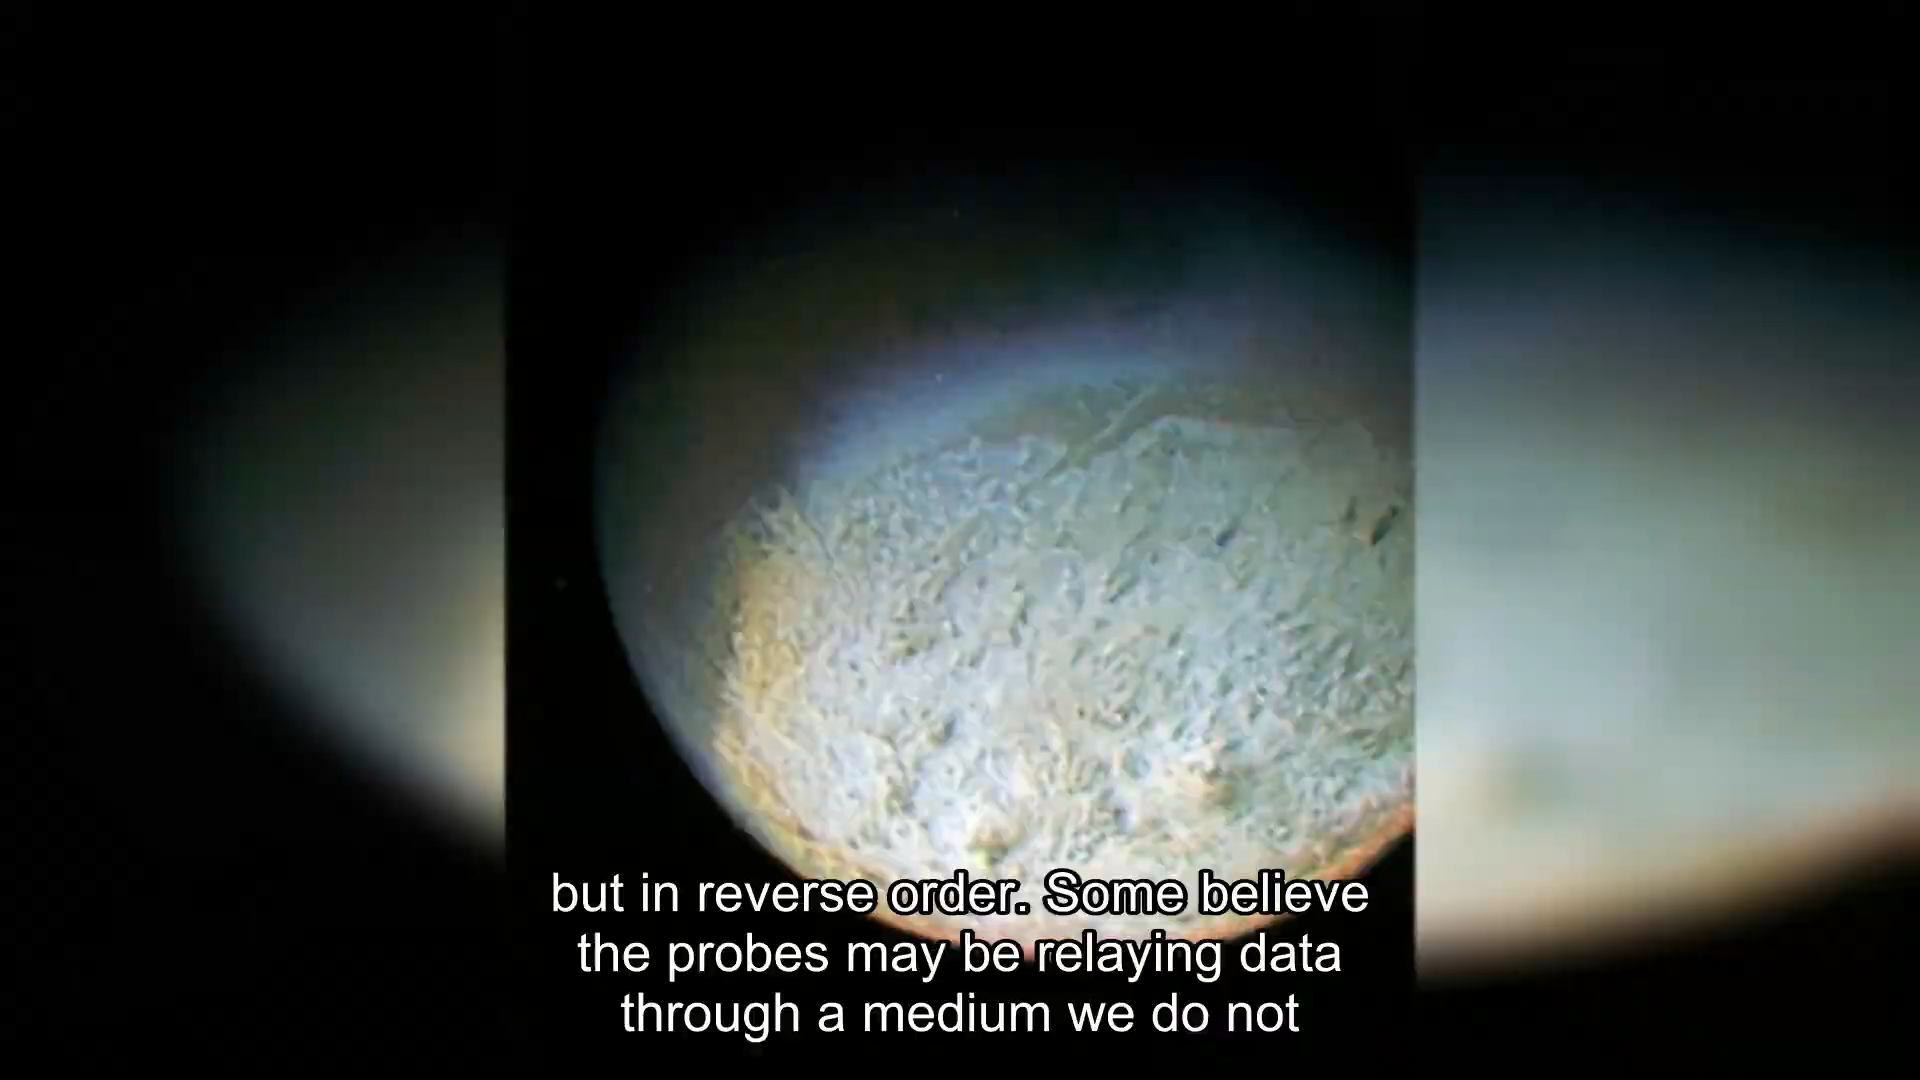 but in reverse order. Some believe
the probes may be relaying data
through a medium we do not